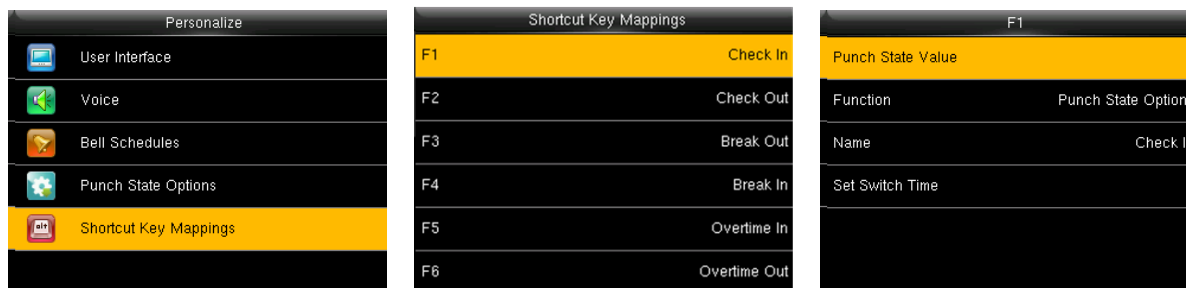 Personalize
User Interface
Voice
Bell Schedules
Punch State Options
alt
Shortcut Key Mappings
Shortcut Key Mappings
F1 Check In
F2 Check Out
F3 Break Out
F4 Break In
F5 Overtime In
F6 Overtime Out
F1
Punch State Value
Function Punch State Option
Name Check I
Set Switch Time